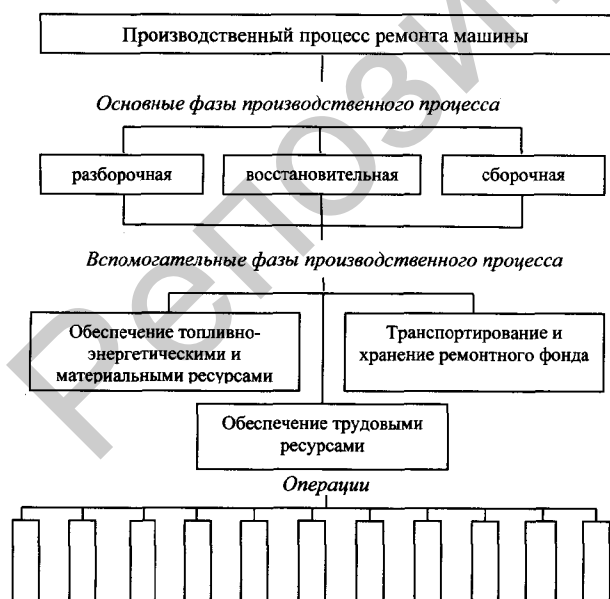 Производственный процесс ремонта машины
Основные фазы производственного процесса
разборочная
восстановительная
сборочная
Вспомогательные фазы производственного процесса
Обеспечение топливно-
энергетическими и
материальными ресурсами
Транспортирование и
хранение ремонтного фонда
Обеспечение трудовыми
ресурсами
Операции